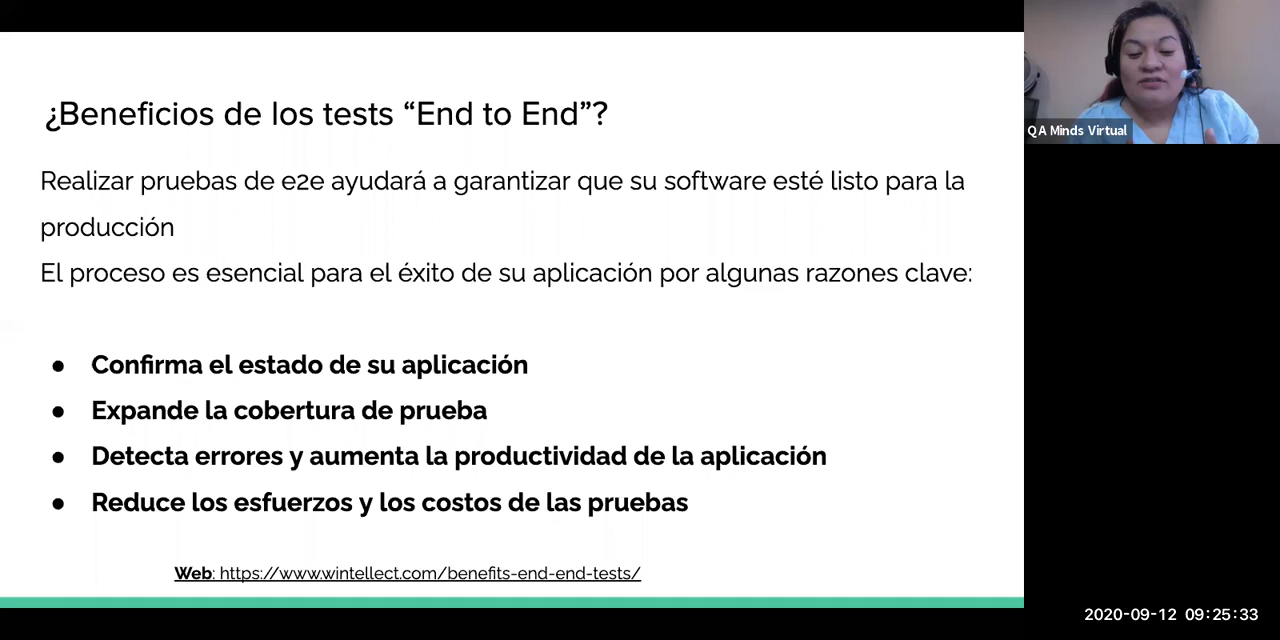 ¿Beneficios de los tests “End to End”?
Realizar pruebas de e2e ayudará a garantizar que su software esté listo para la
producción
El proceso es esencial para el éxito de su aplicación por algunas razones clave:
● Confirma el estado de su aplicación
● Expande la cobertura de prueba
● Detecta errores y aumenta la productividad de la aplicación
● Reduce los esfuerzos y los costos de las pruebas
Web: https://www.wintellect.com/benefits-end-end-tests/
QA Minds Virtual
2020-09-12 09:25:33